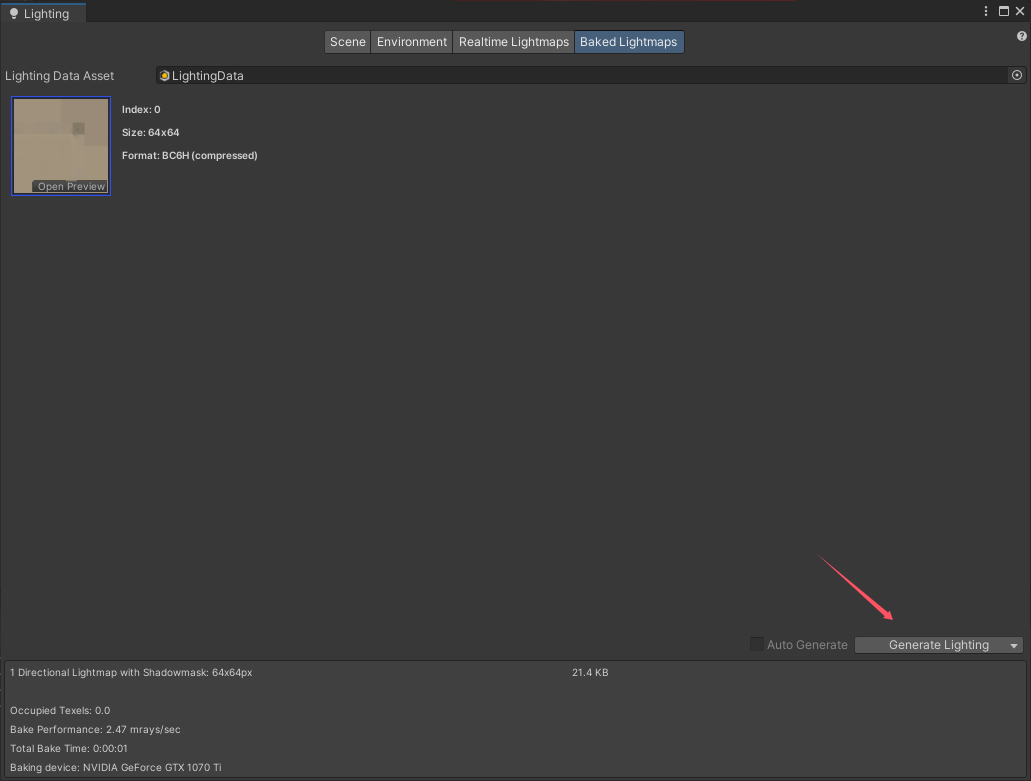 Lighting
Scene Environment Realtime Lightmaps Baked Lightmaps
Lighting Data Asset LightingData
Index: 0
Size: 64x64
Format: BC6H (compressed)
Open Preview
Auto Generate Generate Lighting
1 Directional Lightmap with Shadowmask: 64x64px 21.4 KB
Occupied Texels: 0.0
Bake Performance: 2.47 mrays/sec
Total Bake Time: 0:00:01
Baking device: NVIDIA GeForce GTX 1070 Ti